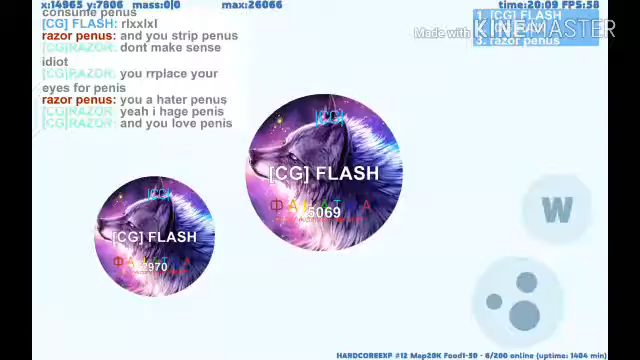 x:14965 y:7806 mass:0|0 max:26066 time:20:09 FPS:58
consume penis
[CG] FLASH: rlxxlxl
razor penus: and you strip penus
[CG]RAZOR: dont make sense
idiot
[CG]RAZOR: you rrplace your
eyes for penis
razor penus: you a hater penus
[CG]RAZOR: yeah i hage penis
[CG]RAZOR: and you love penis
1. [CG] FLASH
3. razor penus
Made with KINEMASTER
[CG]
[CG] FLASH
5069
[CG]
[CG] FLASH
2970
W
HARDCOREEXP #12 Map20K Food1-30 - 6/200 online (uptime: 1404 min)